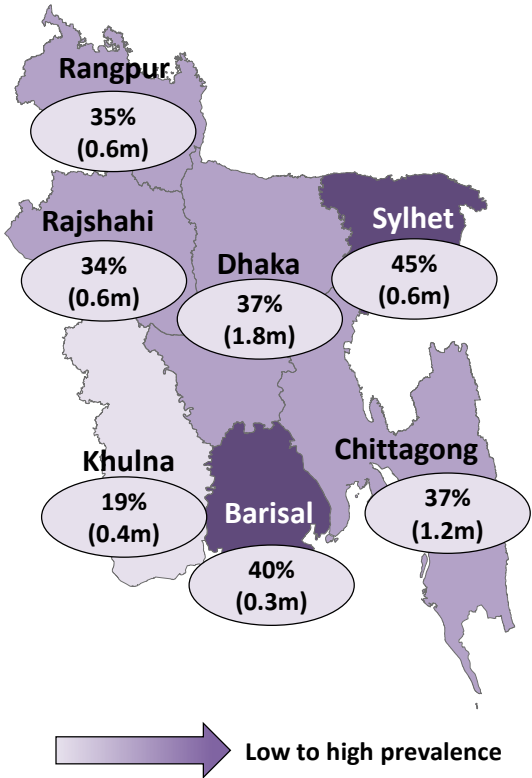 Rangpur
35%
(0.6m)
Rajshahi
34%
(0.6m)
Dhaka
37%
(1.8m)
Sylhet
45%
(0.6m)
Khulna
19%
(0.4m)
Barisal
40%
(0.3m)
Chittagong
37%
(1.2m)
Low to high prevalence